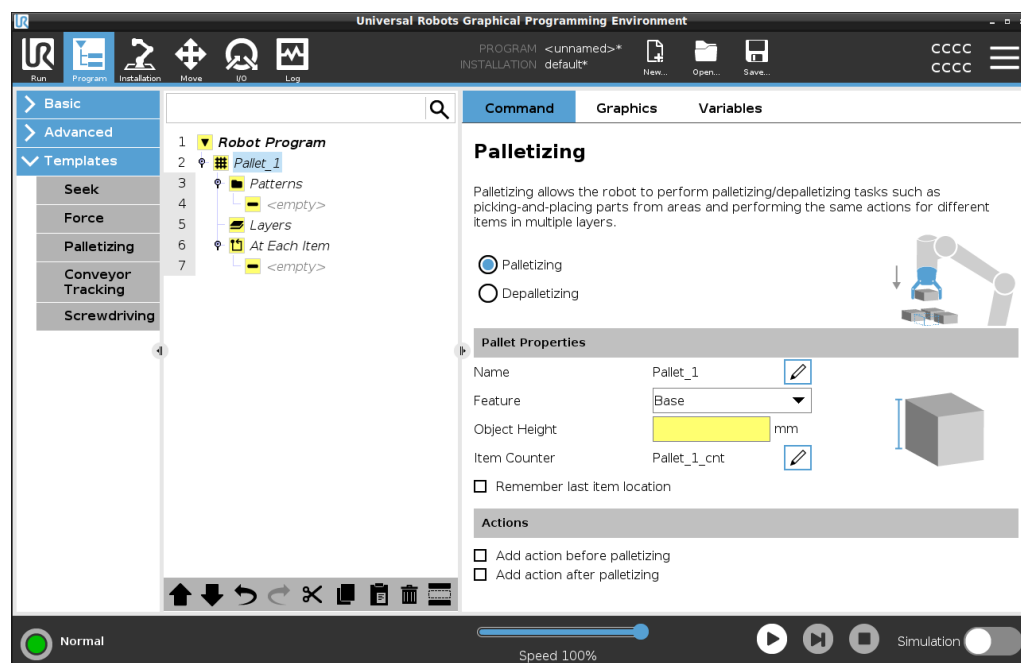 Universal Robots Graphical Programming Environment
UR
Run
Program
Installation
Move
I/O
Log
PROGRAM <unnamed>*
INSTALLATION default*
New...
Open...
Save...
CCCC
CCCC
Basic
Advanced
Templates
Seek
Force
Palletizing
Conveyor
Tracking
Screwdriving
1 Robot Program
2 Pallet_1
3 Patterns
4 <empty>
5 Layers
6 At Each Item
7 <empty>
Command Graphics Variables
Palletizing
Palletizing allows the robot to perform palletizing/depalletizing tasks such as
picking-and-placing parts from areas and performing the same actions for different
items in multiple layers.
Palletizing
Depalletizing
Pallet Properties
Name Pallet_1
Feature Base
Object Height mm
Item Counter Pallet_1_cnt
Remember last item location
Actions
Add action before palletizing
Add action after palletizing
Normal
Speed 100%
Simulation